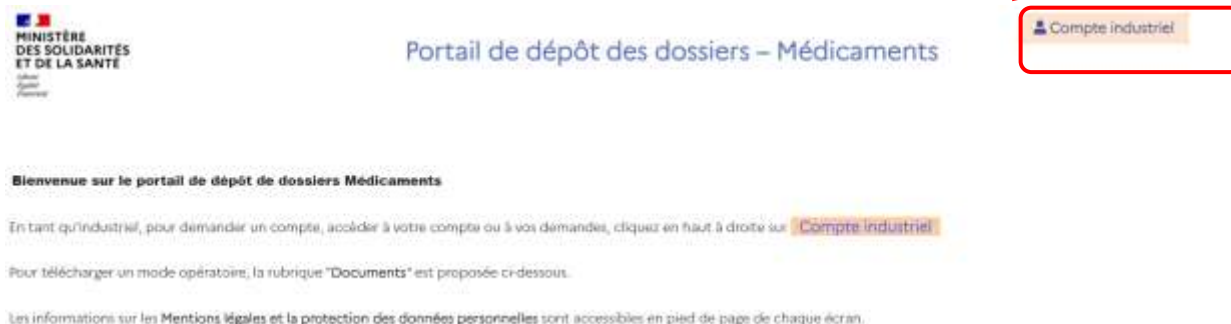 MINISTÈRE
DES SOLIDARITÉS
ET DE LA SANTÉ
Liberté
Égalité
Fraternité
Portail de dépôt des dossiers – Médicaments
Compte industriel
Bienvenue sur le portail de dépôt de dossiers Médicaments
En tant qu'industriel, pour demander un compte, accéder à votre compte ou à vos demandes, cliquez en haut à droite sur Compte industriel
Pour télécharger un mode opératoire, la rubrique "Documents" est proposée ci-dessous.
Les informations sur les Mentions légales et la protection des données personnelles sont accessibles en pied de page de chaque écran.